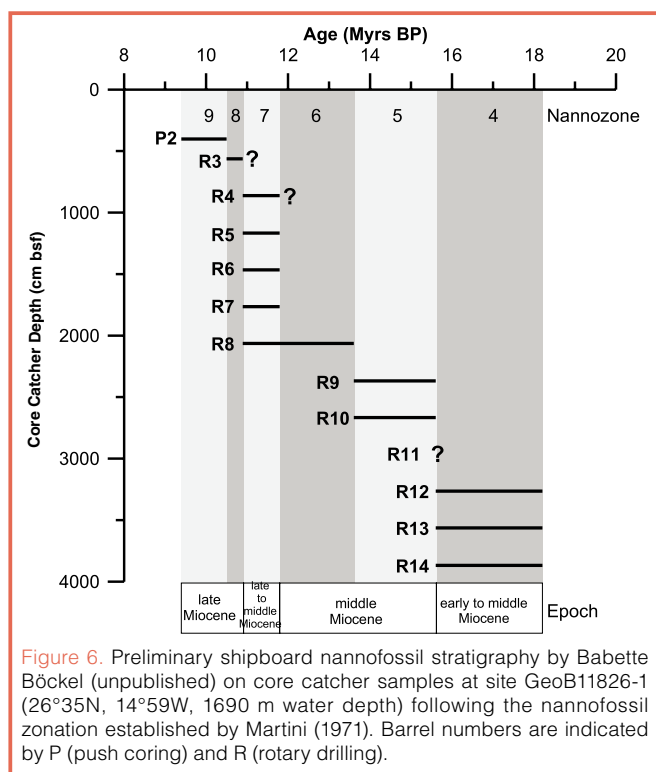 Age (Myrs BP)
8 10 12 14 16 18 20
0
9 8 7 6 5 4 Nannozone
P2
R3 ?
R4 ?
1000
R5
R6
R7
2000
R8
R9
R10
3000
R11 ?
R12
R13
R14
4000
Core Catcher Depth (cm bsf)
late
Miocene
late
to
middle
Miocene
middle
Miocene
early to middle
Miocene
Epoch
Figure 6. Preliminary shipboard nannofossil stratigraphy by Babette
Böckel (unpublished) on core catcher samples at site GeoB11826-1
(26°35N, 14°59W, 1690 m water depth) following the nannofossil
zonation established by Martini (1971). Barrel numbers are indicated
by P (push coring) and R (rotary drilling).